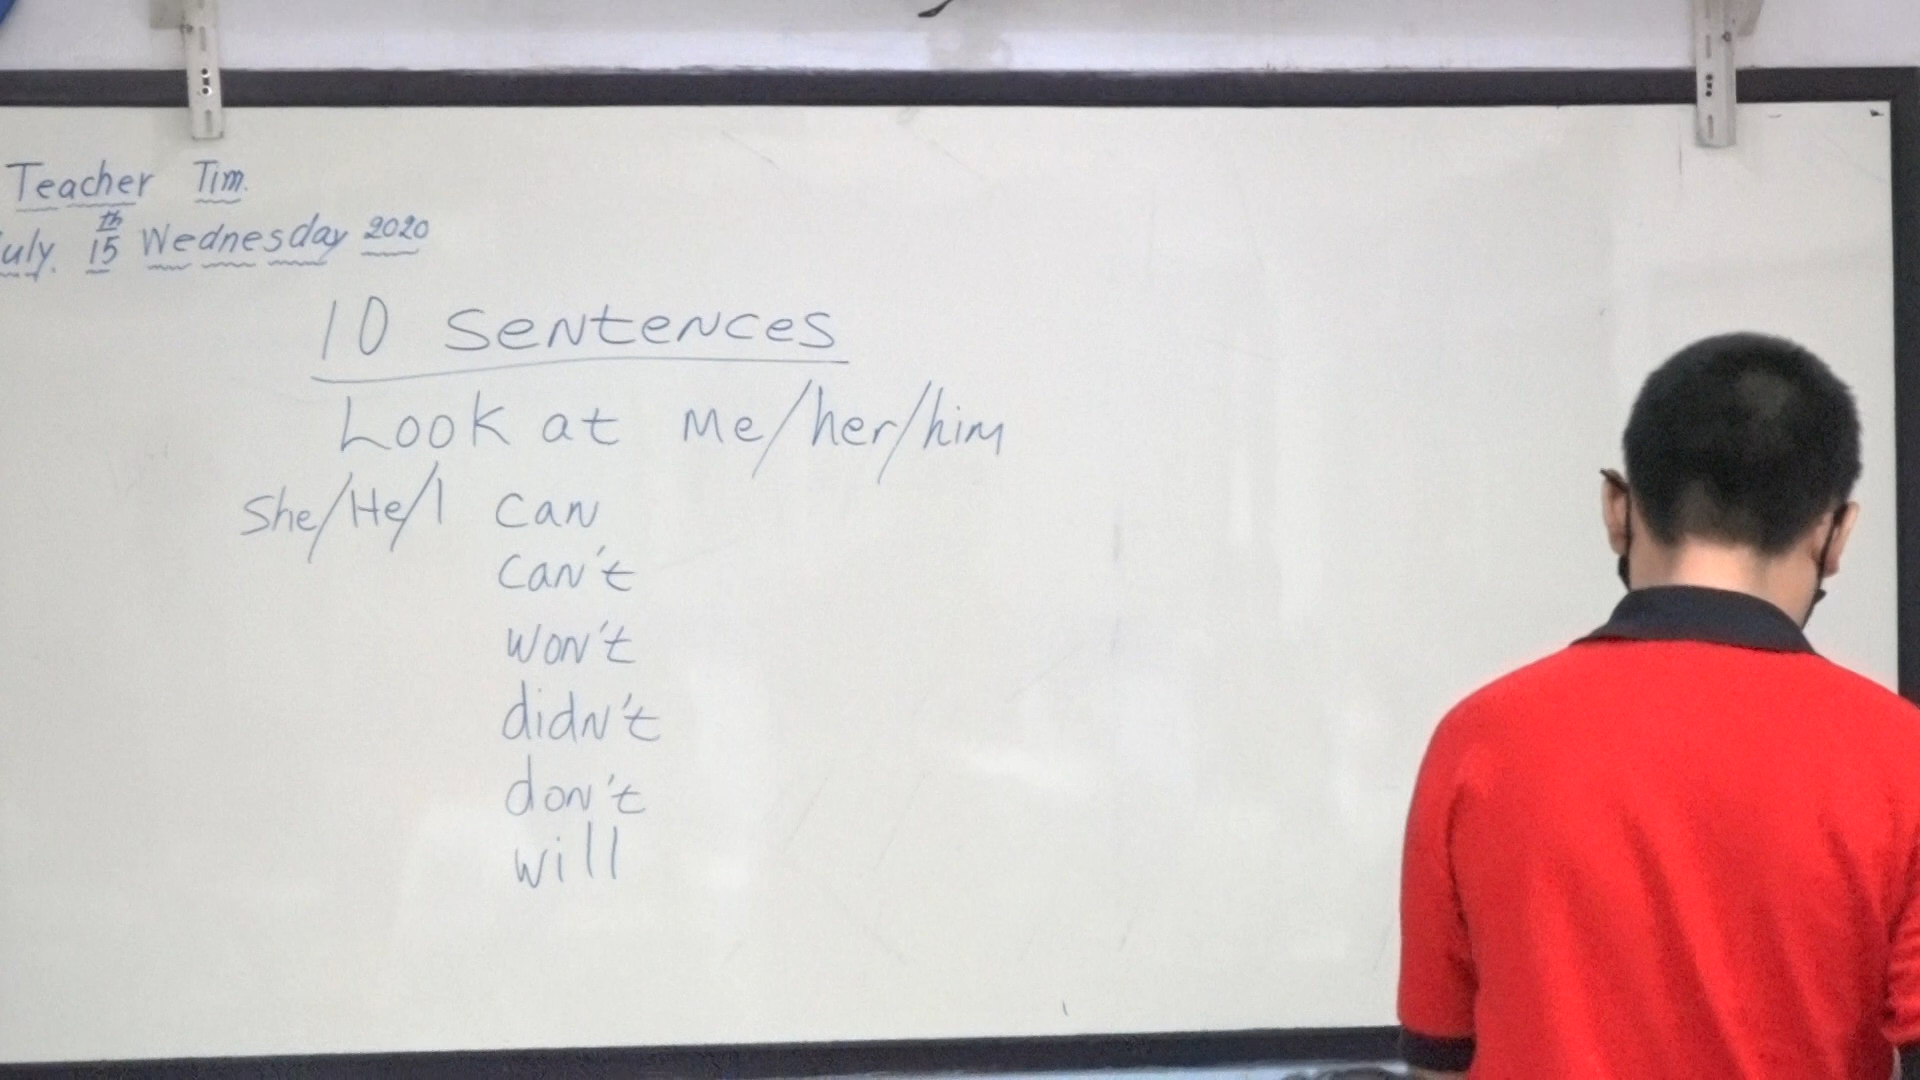 Teacher Tim.
uly. 15th Wednesday 2020
10 Sentences
Look at Me/her/him
She/He/I can
can't
won't
didn't
don't
will